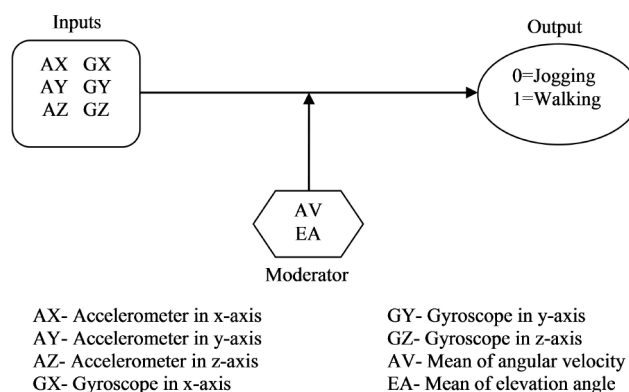 Inputs
Output
AX GX
AY GY
AZ GZ
0=Jogging
1=Walking
AV
EA
Moderator
AX- Accelerometer in x-axis
AY- Accelerometer in y-axis
AZ- Accelerometer in z-axis
GX- Gyroscope in x-axis
GY- Gyroscope in y-axis
GZ- Gyroscope in z-axis
AV- Mean of angular velocity
EA- Mean of elevation angle